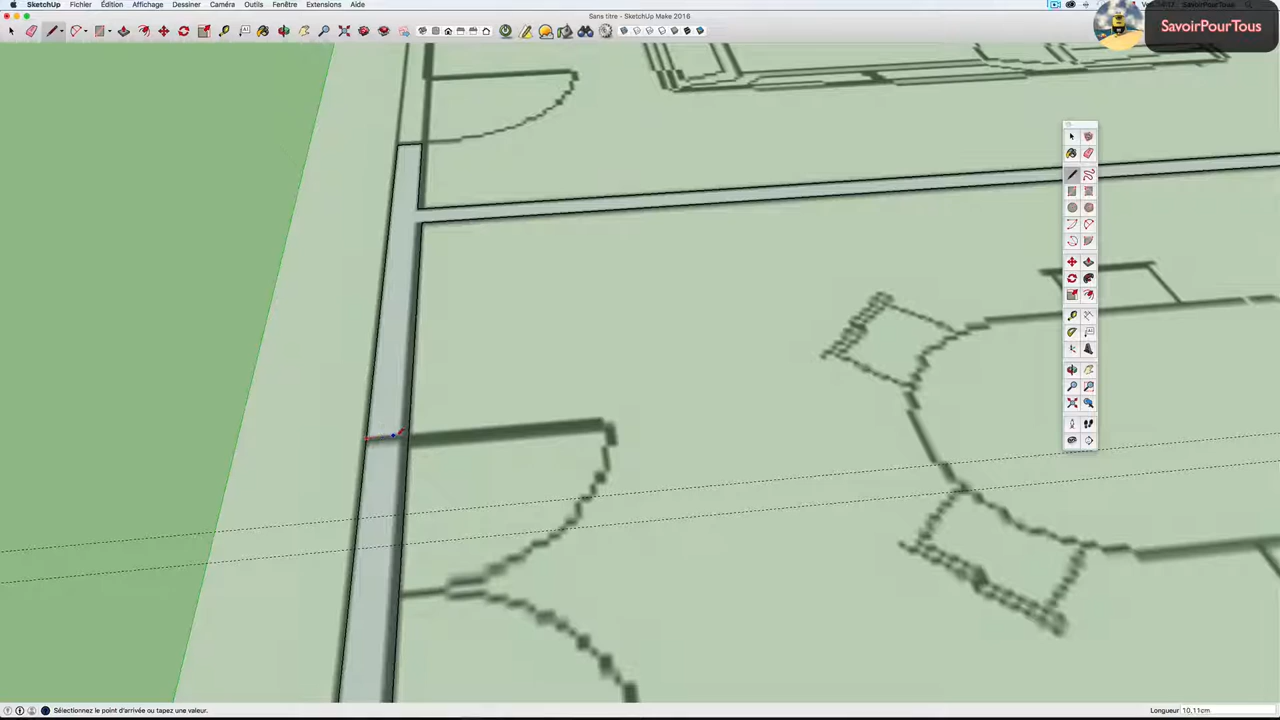 SketchUp Fichier Édition Affichage Dessiner Caméra Outils Fenêtre Extensions Aide
Sans titre - SketchUp Make 2016
SavoirPourTous
Sélectionnez le point d'arrivée ou tapez une valeur.
Longueur 10,11cm